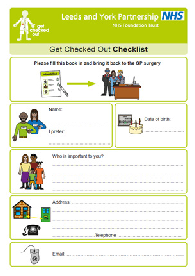 Leeds and York Partnership NHS
NHS Foundation Trust
get
checked
out
Get Checked Out Checklist
Please fill this book in and bring it back to the GP surgery
Name:
Date of birth:
I prefer:
Who is important to you?
Address
Telephone
Email